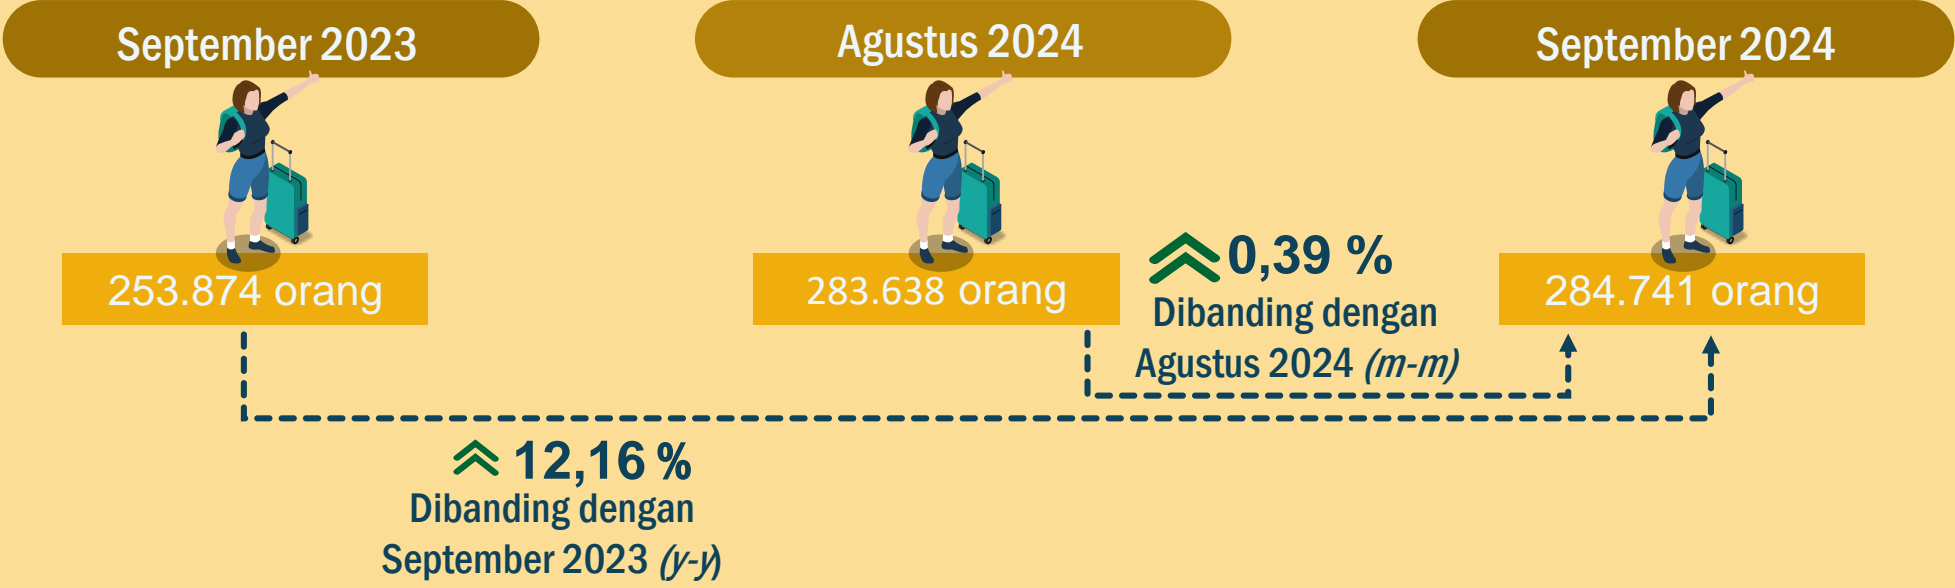 September 2023
Agustus 2024
September 2024
253.874 orang
283.638 orang
284.741 orang
0,39 %
Dibanding dengan
Agustus 2024 (m-m)
12,16 %
Dibanding dengan
September 2023 (y-y)